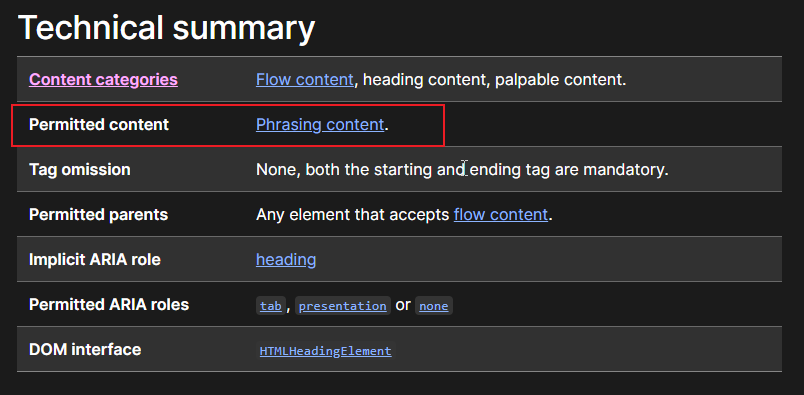 Technical summary
Content categories Flow content, heading content, palpable content.
Permitted content Phrasing content.
Tag omission None, both the starting and ending tag are mandatory.
Permitted parents Any element that accepts flow content.
Implicit ARIA role heading
Permitted ARIA roles tab, presentation or none
DOM interface HTMLHeadingElement